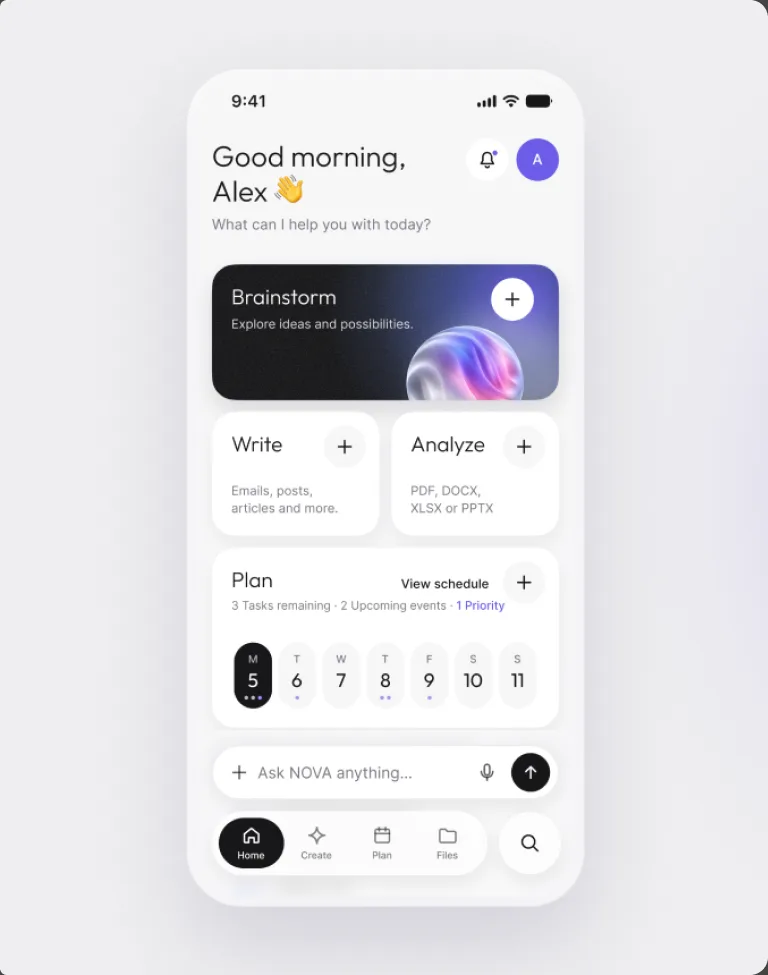 9:41
Good morning,
Alex 👋
A
What can I help you with today?
Brainstorm
Explore ideas and possibilities.
Write
Emails, posts,
articles and more.
Analyze
PDF, DOCX,
XLSX or PPTX
Plan
View schedule
3 Tasks remaining · 2 Upcoming events · 1 Priority
M T W T F S S
5 6 7 8 9 10 11
Ask NOVA anything...
Home Create Plan Files